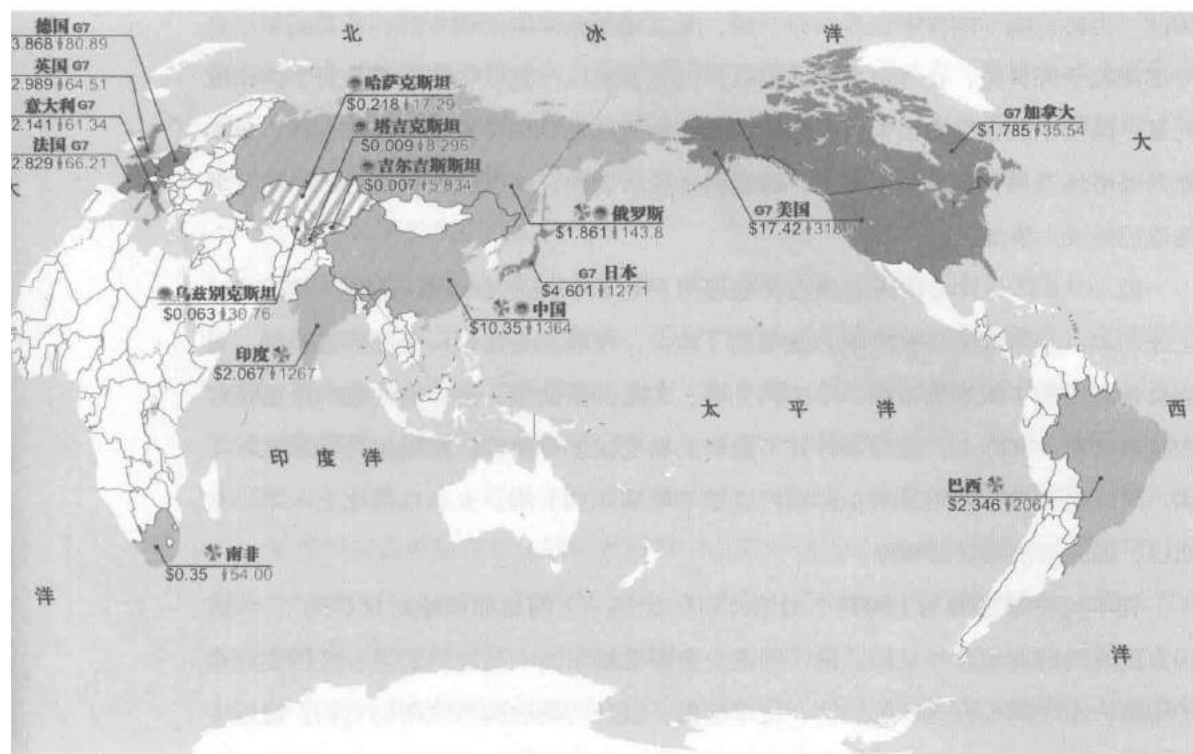 北 冰 洋
德国 G7
3.868 80.89
英国 G7
2.989 64.51
意大利 G7
2.141 61.34
法国 G7
2.829 66.21
哈萨克斯坦
$0.218 17.29
塔吉克斯坦
$0.009 8.296
吉尔吉斯斯坦
$0.007 5.834
俄罗斯
$1.861 143.8
G7 加拿大
$1.785 35.54
大
G7 美国
$17.42
G7 日本
$4.601 127.1
乌兹别克斯坦
$0.063 30.76
中国
$10.35 1364
印度
$2.067 1267
太 平 洋
西
印 度 洋
巴西
$2.346 206
南非
$0.35 54.00
洋
洋